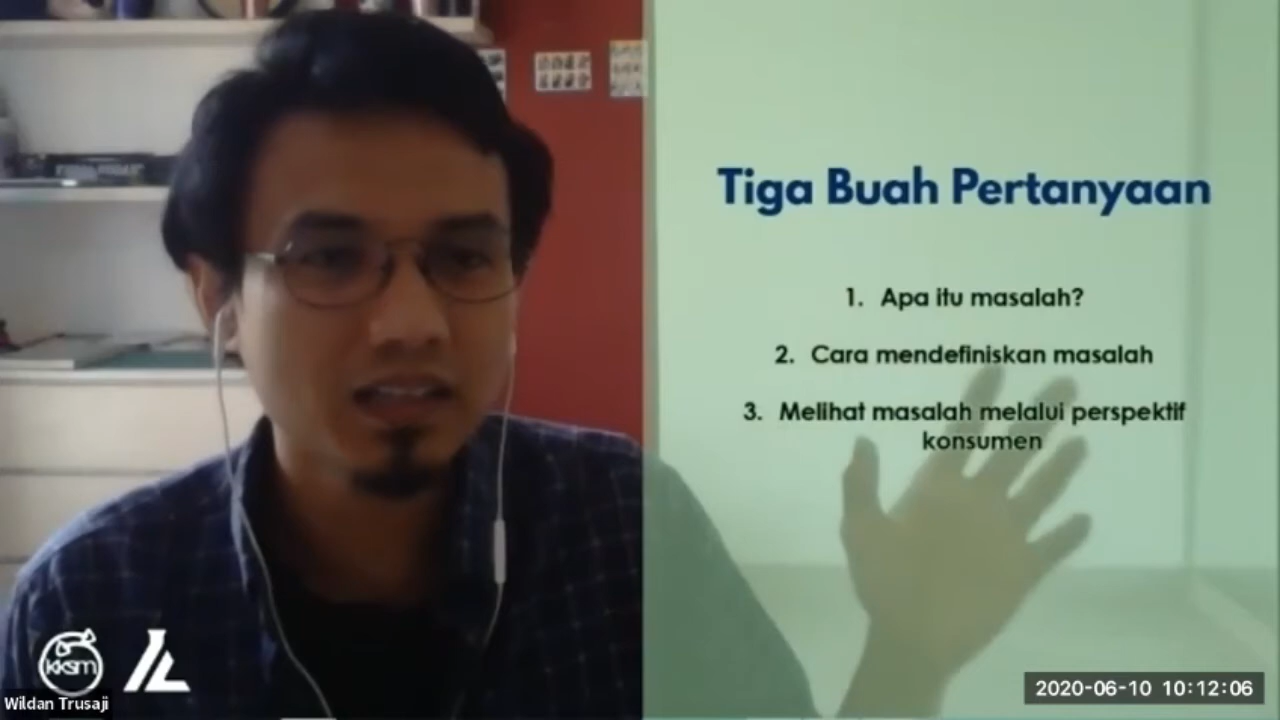 Tiga Buah Pertanyaan
1. Apa itu masalah?
2. Cara mendefiniskan masalah
3. Melihat masalah melalui perspektif
konsumen
kksm
Wildan Trusaji
2020-06-10 10:12:06